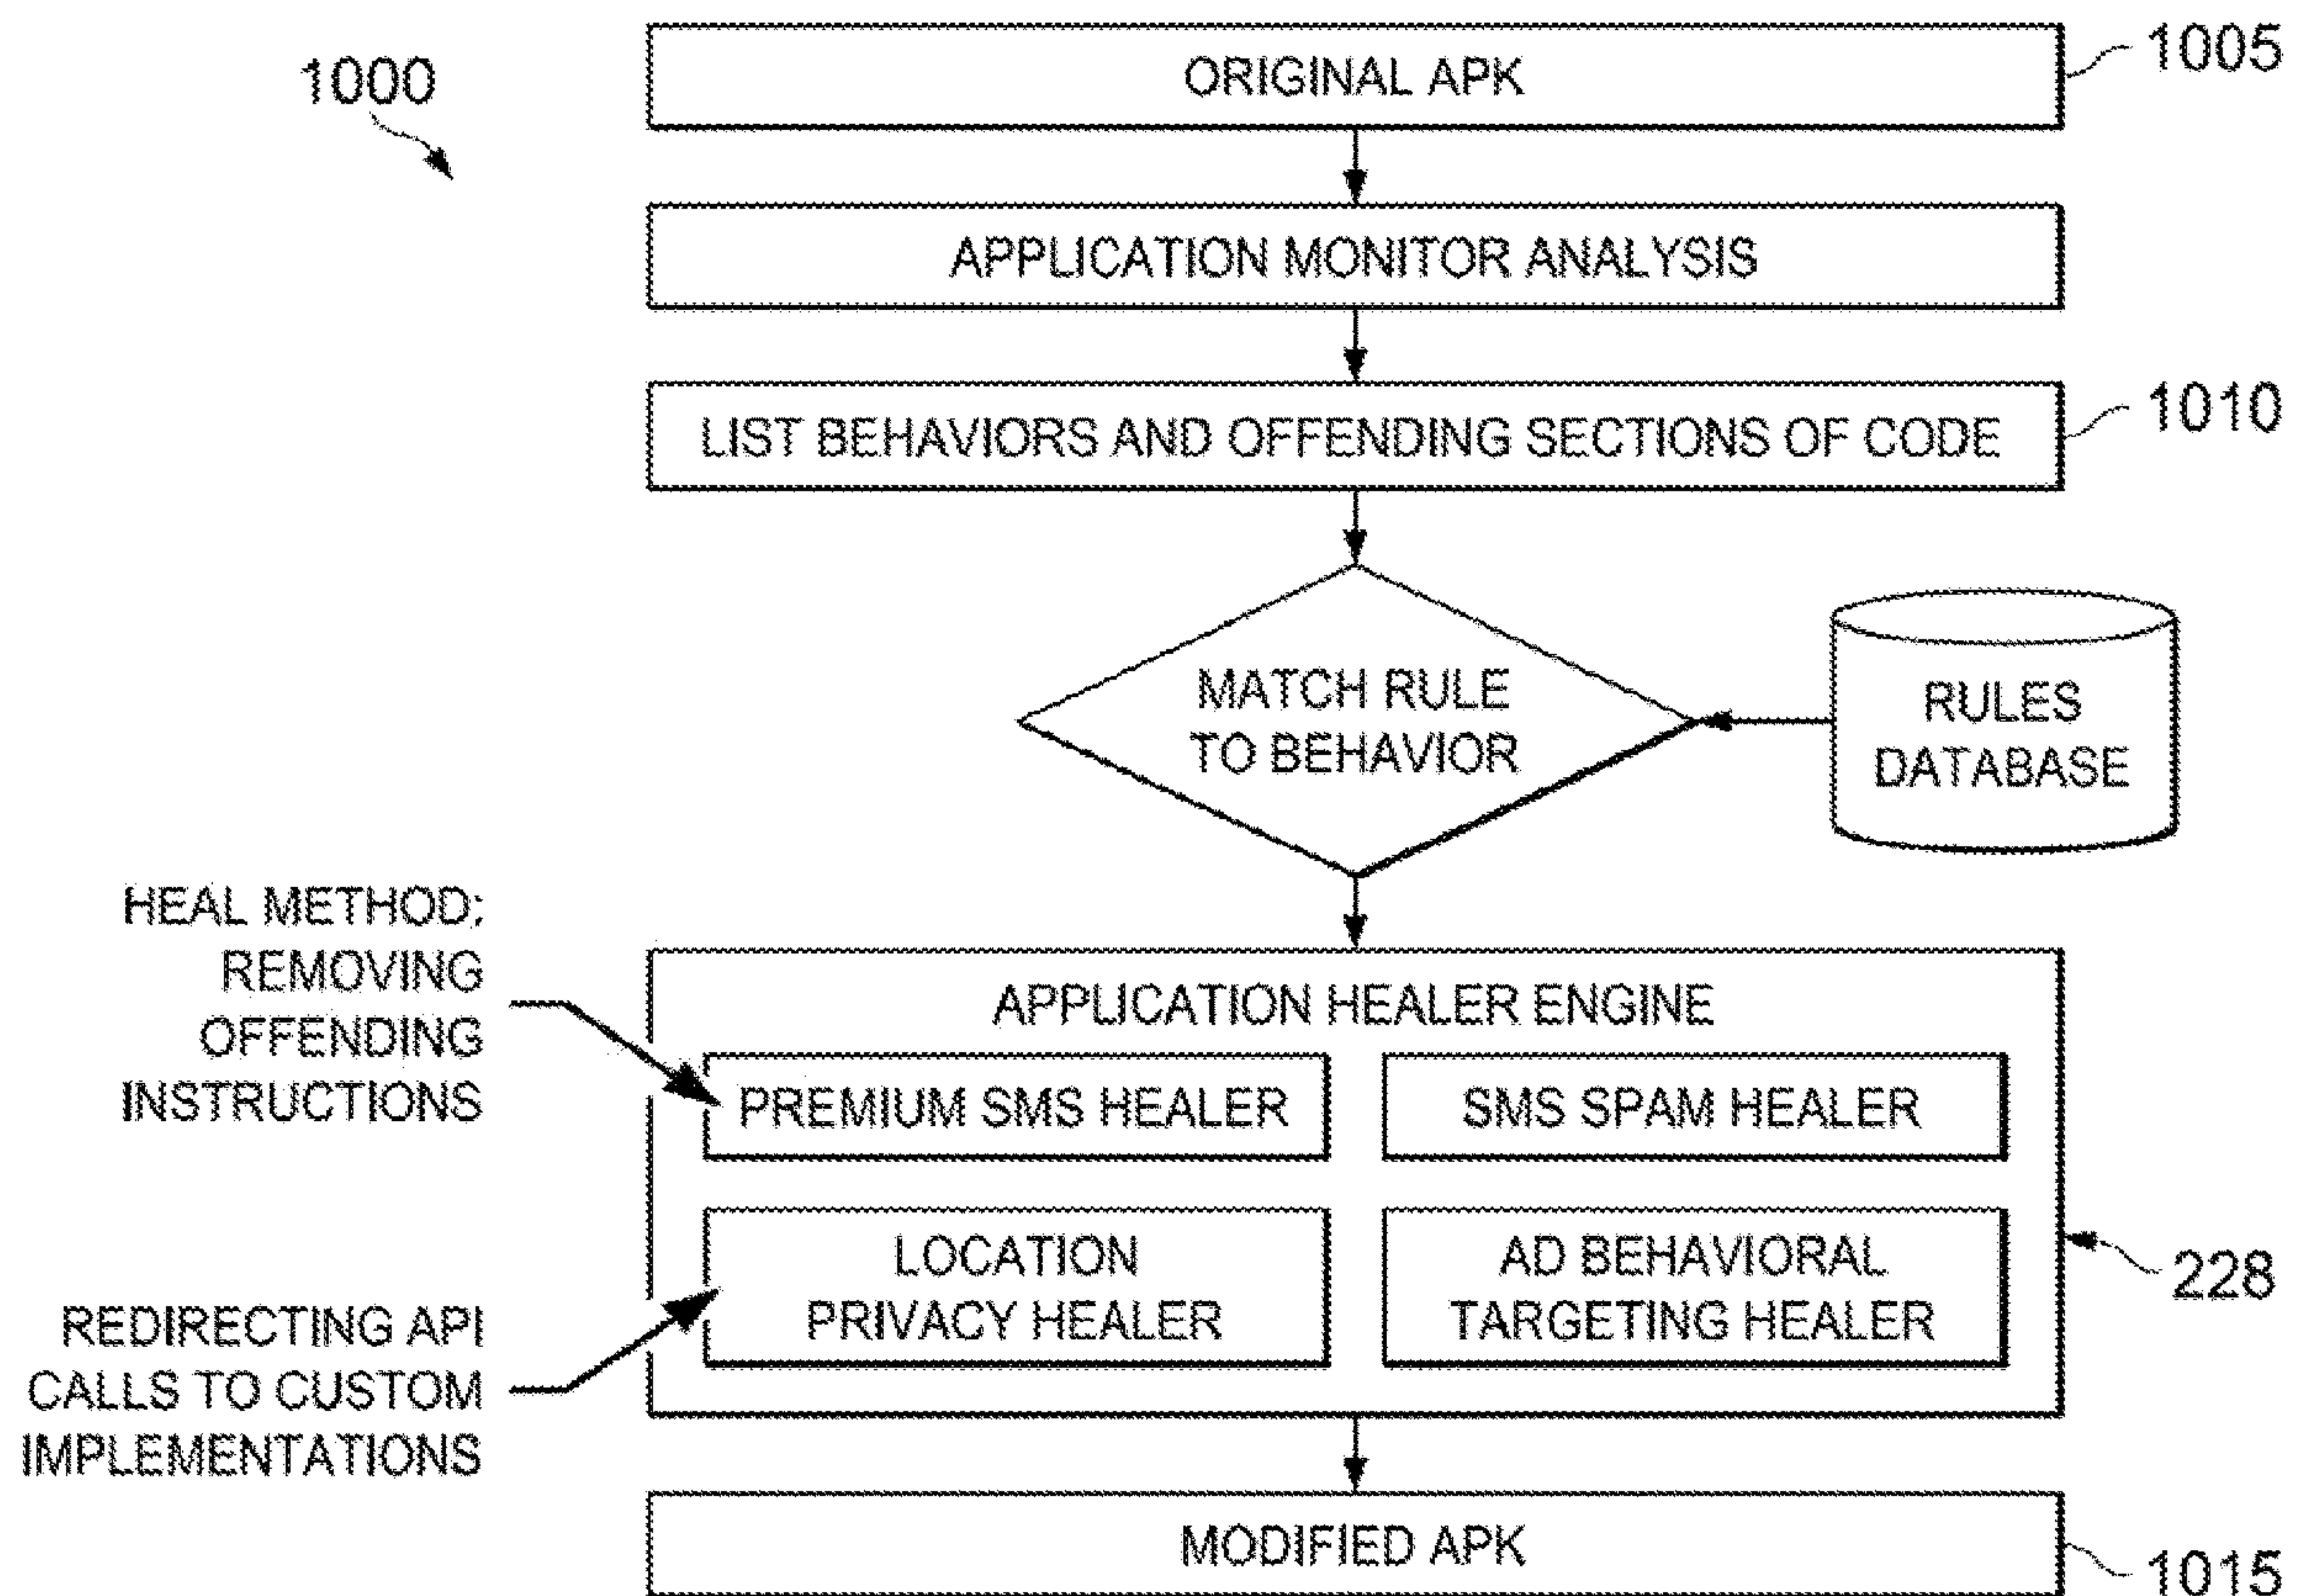 1000
ORIGINAL APK
1005
APPLICATION MONITOR ANALYSIS
LIST BEHAVIORS AND OFFENDING SECTIONS OF CODE
1010
MATCH RULE
TO BEHAVIOR
RULES
DATABASE
HEAL METHOD;
REMOVING
OFFENDING
INSTRUCTIONS
APPLICATION HEALER ENGINE
PREMIUM SMS HEALER
SMS SPAM HEALER
LOCATION
PRIVACY HEALER
AD BEHAVIORAL
TARGETING HEALER
228
REDIRECTING API
CALLS TO CUSTOM
IMPLEMENTATIONS
MODIFIED APK
1015